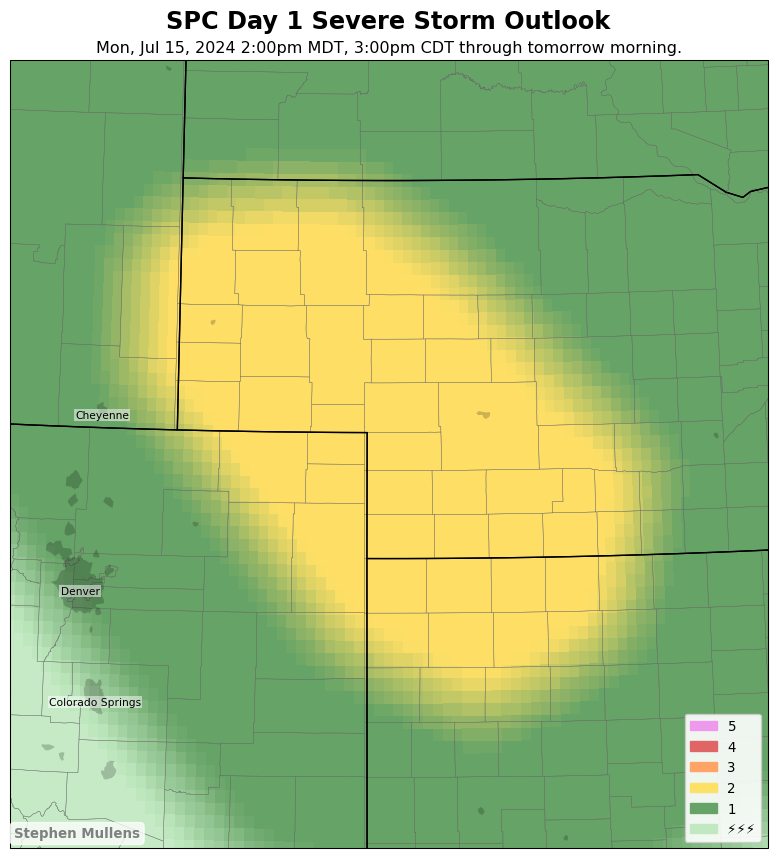 SPC Day 1 Severe Storm Outlook
Mon, Jul 15, 2024 2:00pm MDT, 3:00pm CDT through tomorrow morning.
Cheyenne
Denver
Colorado Springs
5
4
3
2
1
⚡⚡⚡
Stephen Mullens